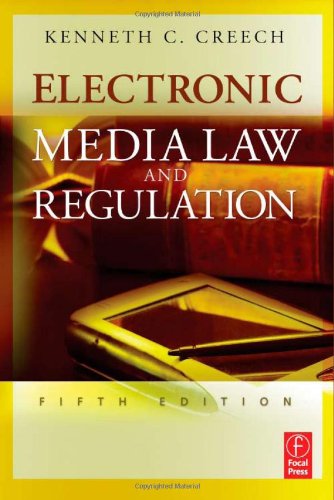 KENNETH C. CREECH
ELECTRONIC
MEDIA LAW
AND
REGULATION
FIFTH EDITION
Focal
Press